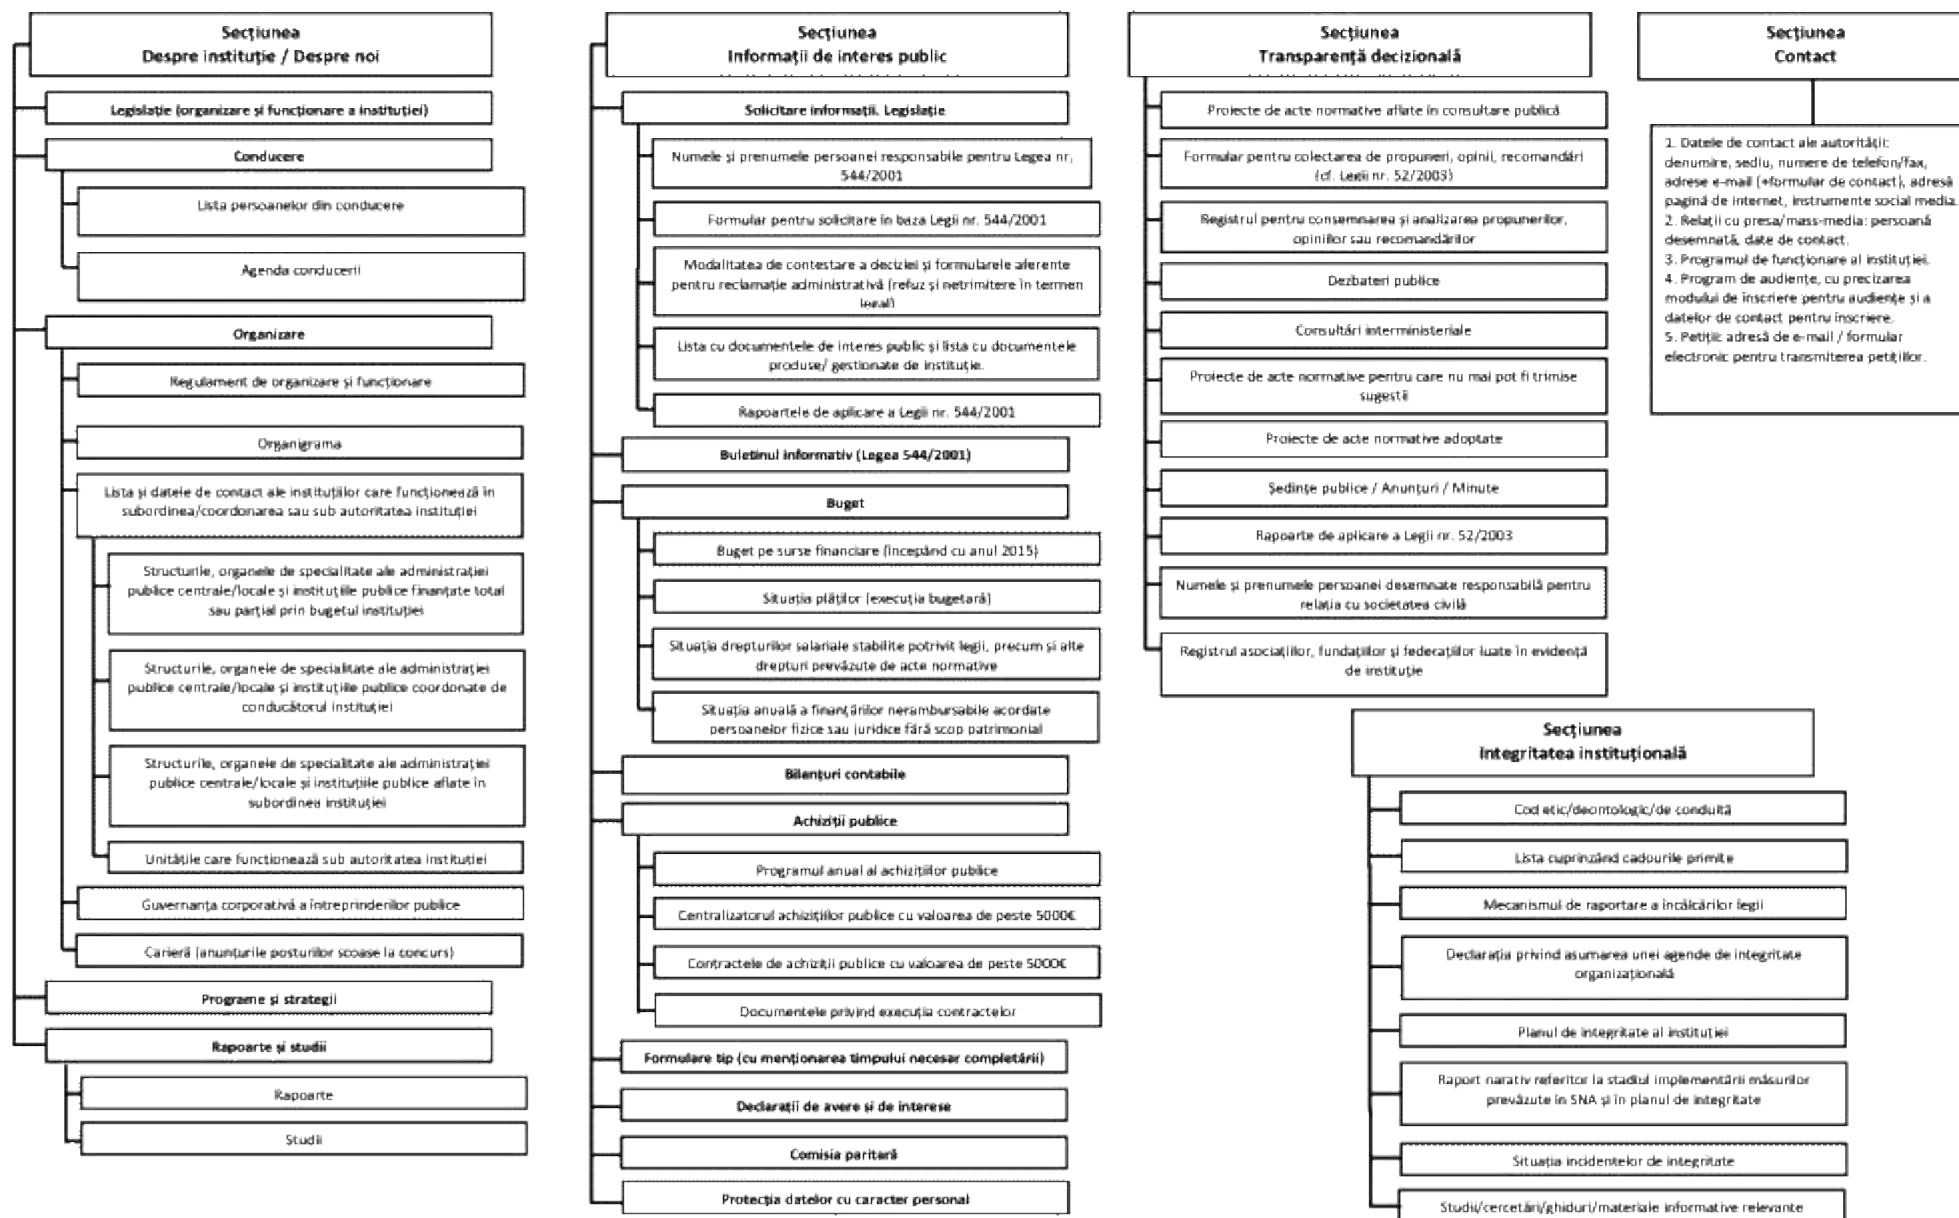 Secțiunea
Despre instituție / Despre noi
Legislație (organizare și funcționare a instituției)
Conducere
Lista persoanelor din conducere
Agenda conducerii
Organizare
Regulament de organizare și funcționare
Organigrama
Lista și datele de contact ale instituțiilor care funcționează în
subordinea/coordonarea sau sub autoritatea instituției
Structurile, organele de specialitate ale administrației
publice centrale/locale și instituțiile publice finanțate total
sau parțial prin bugetul instituției
Structurile, organele de specialitate ale administrației
publice centrale/locale și instituțiile publice coordonate de
conducătorul instituției
Structurile, organele de specialitate ale administrației
publice centrale/locale și instituțiile publice aflate în
subordinea instituției
Unitățile care funcționează sub autoritatea instituției
Guvernanța corporativă a întreprinderilor publice
Carieră (anunțurile posturilor scoase la concurs)
Programe și strategii
Rapoarte și studii
Rapoarte
Studii
Secțiunea
Informații de interes public
Solicitare informații. Legislație
Numele și prenumele persoanei responsabile pentru Legea nr,
544/2001
Formular pentru solicitare în baza Legii nr. 544/2001
Modalitatea de contestare a deciziei și formularele aferente
pentru reclamație administrativă (refuz și netrimitere în termen
legal)
Lista cu documentele de interes public și lista cu documentele
produse/ gestionate de instituție.
Rapoartele de aplicare a Legii nr. 544/2001
Buletinul informativ (Legea 544/2001)
Buget
Buget pe surse financiare (începând cu anul 2015)
Situația plăților (execuția bugetară)
Situația drepturilor salariale stabilite potrivit legii, precum și alte
drepturi prevăzute de acte normative
Situația anuală a finanțărilor nerambursabile acordate
persoanelor fizice sau juridice fără scop patrimonial
Bilanțuri contabile
Achiziții publice
Programul anual al achizițiilor publice
Centralizatorul achizițiilor publice cu valoarea de peste 5000€
Contractele de achiziții publice cu valoarea de peste 5000€
Documentele privind execuția contractelor
Formulare tip (cu menționarea timpului necesar completării)
Declarații de avere și de interese
Comisia paritară
Protecția datelor cu caracter personal
Secțiunea
Transparență decizională
Proiecte de acte normative aflate în consultare publică
Formular pentru colectarea de propuneri, opinii, recomandări
(cf. Legii nr. 52/2003)
Registrul pentru consemnarea și analizarea propunerilor,
opiniilor sau recomandărilor
Dezbateri publice
Consultări interministeriale
Proiecte de acte normative pentru care nu mai pot fi trimise
sugestii
Proiecte de acte normative adoptate
Ședințe publice / Anunțuri / Minute
Rapoarte de aplicare a Legii nr. 52/2003
Numele și prenumele persoanei desemnate responsabilă pentru
relația cu societatea civilă
Registrul asociațiilor, fundațiilor și federațiilor luate în evidență
de instituție
Secțiunea
Contact
1. Datele de contact ale autorității:
denumire, sediu, numere de telefon/fax,
adrese e-mail (+formular de contact), adresă
pagină de internet, instrumente social media.
2. Relații cu presa/mass-media: persoană
desemnată, date de contact.
3. Programul de funcționare al instituției.
4. Program de audiențe, cu precizarea
modului de înscriere pentru audiențe și a
datelor de contact pentru înscriere.
5. Petiții: adresă de e-mail / formular
electronic pentru transmiterea petițiilor.
Secțiunea
Integritatea instituțională
Cod etic/deontologic/de conduită
Lista cuprinzând cadourile primite
Mecanismul de raportare a încălcărilor legii
Declarația privind asumarea unei agende de integritate
organizațională
Planul de integritate al instituției
Raport narativ referitor la stadiul implementării măsurilor
prevăzute în SNA și în planul de integritate
Situația incidentelor de integritate
Studii/cercetări/ghiduri/materiale informative relevante